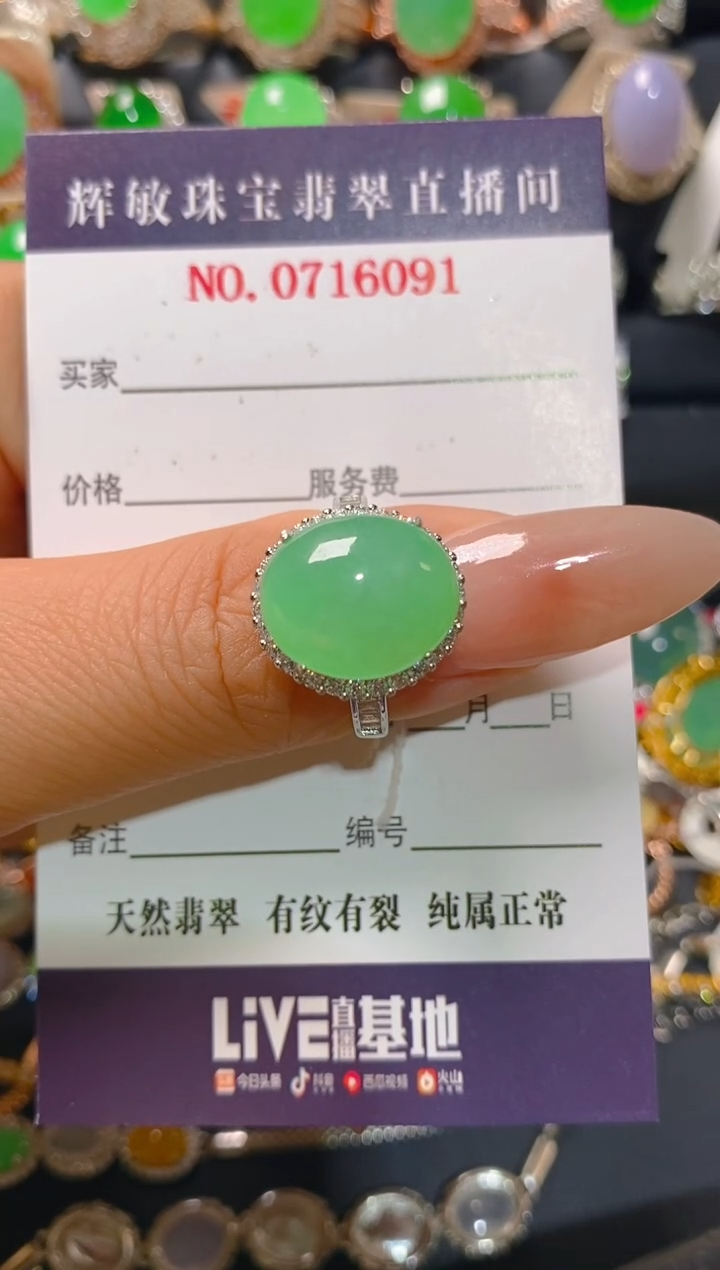 辉敏珠宝翡翠直播间
NO. 0716091
买家
价格 服务费
月 日
备注 编号
天然翡翠 有纹有裂 纯属正常
LiVE直播基地
今日头条 抖音 西瓜视频 火山